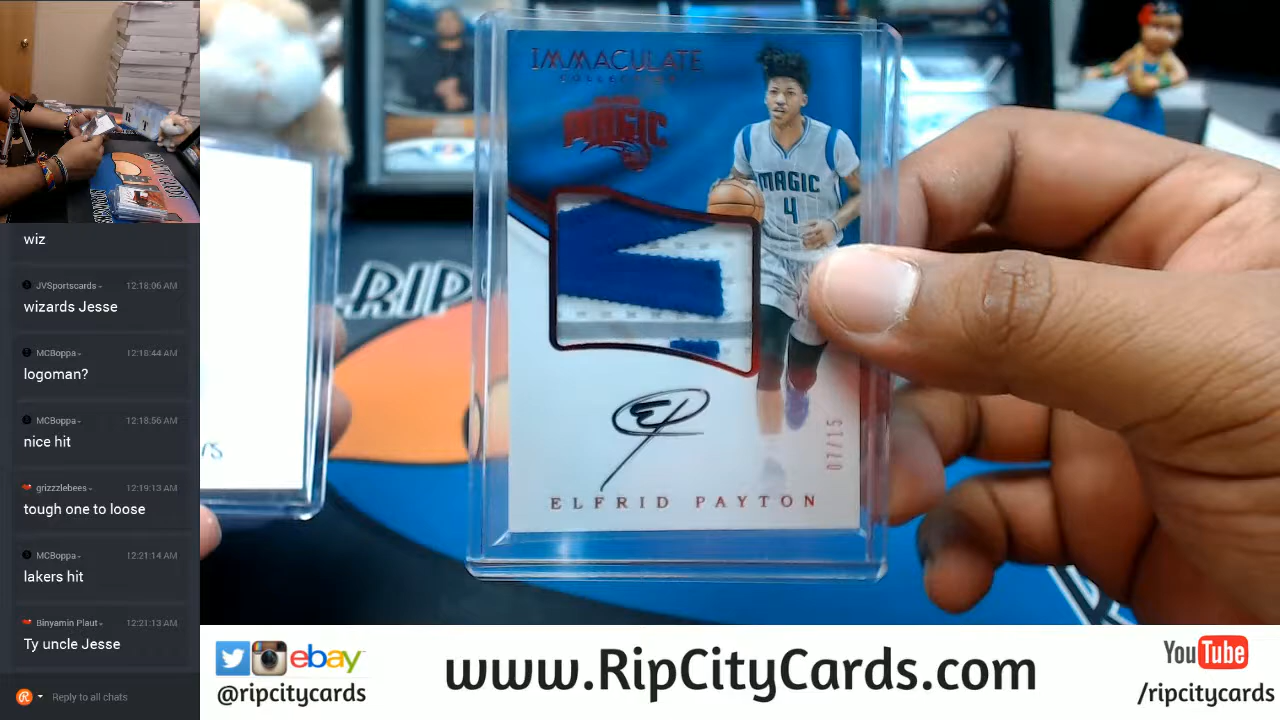 wiz
JVSportscards 12:18:06 AM
wizards Jesse
MCBoppa 12:18:44 AM
logoman?
MCBoppa 12:18:56 AM
nice hit
grizzzlebees 12:19:13 AM
tough one to loose
MCBoppa 12:21:14 AM
lakers hit
Binyamin Plaut 12:21:13 AM
Ty uncle Jesse
Reply to all chats
IMMACULATE
COLLECTION
MAGIC
MAGIC
4
07/15
EP
ELFRID PAYTON
RIP
rs
ebay
@ripcitycards
www.RipCityCards.com
YouTube
/ripcitycards